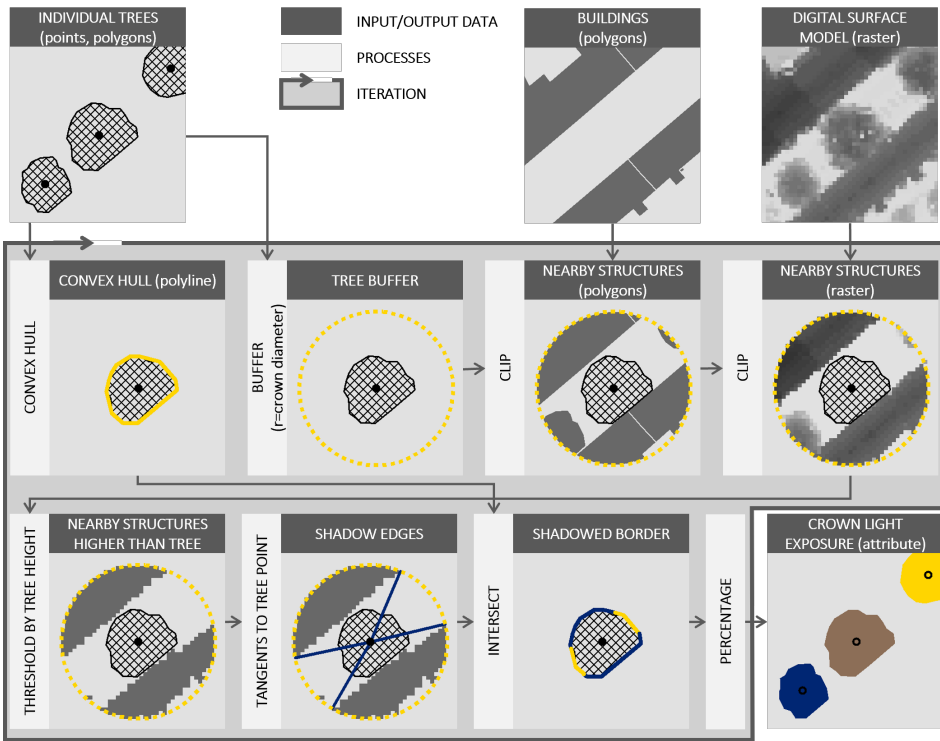 INDIVIDUAL TREES
(points, polygons)
INPUT/OUTPUT DATA
PROCESSES
ITERATION
BUILDINGS
(polygons)
DIGITAL SURFACE
MODEL (raster)
CONVEX HULL
CONVEX HULL (polyline)
BUFFER
(r=crown diameter)
TREE BUFFER
CLIP
NEARBY STRUCTURES
(polygons)
CLIP
NEARBY STRUCTURES
(raster)
THRESHOLD BY TREE HEIGHT
NEARBY STRUCTURES
HIGHER THAN TREE
TANGENTS TO TREE POINT
SHADOW EDGES
INTERSECT
SHADOWED BORDER
PERCENTAGE
CROWN LIGHT
EXPOSURE (attribute)